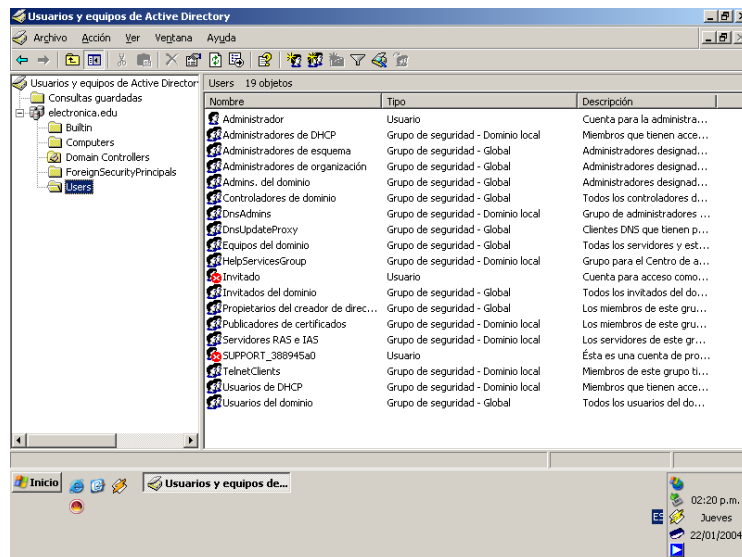 Usuarios y equipos de Active Directory
Archivo Acción Ver Ventana Ayuda
Usuarios y equipos de Active Director
Consultas guardadas
electronica.edu
Builtin
Computers
Domain Controllers
ForeignSecurityPrincipals
Users
Users 19 objetos
Nombre Tipo Descripción
Administrador Usuario Cuenta para la administra...
Administradores de DHCP Grupo de seguridad - Dominio local Miembros que tienen acce...
Administradores de esquema Grupo de seguridad - Global Administradores designad...
Administradores de organización Grupo de seguridad - Global Administradores designad...
Admins. del dominio Grupo de seguridad - Global Administradores designad...
Controladores de dominio Grupo de seguridad - Global Todos los controladores d...
DnsAdmins Grupo de seguridad - Dominio local Grupo de administradores ...
DnsUpdateProxy Grupo de seguridad - Global Clientes DNS que tienen p...
Equipos del dominio Grupo de seguridad - Global Todas los servidores y est...
HelpServicesGroup Grupo de seguridad - Dominio local Grupo para el Centro de a...
Invitado Usuario Cuenta para acceso como...
Invitados del dominio Grupo de seguridad - Global Todos los invitados del do...
Propietarios del creador de direc... Grupo de seguridad - Global Los miembros de este gru...
Publicadores de certificados Grupo de seguridad - Dominio local Los miembros de este gru...
Servidores RAS e IAS Grupo de seguridad - Dominio local Los servidores de este gr...
SUPPORT_388945a0 Usuario Ésta es una cuenta de pro...
TelnetClients Grupo de seguridad - Dominio local Miembros de este grupo ti...
Usuarios de DHCP Grupo de seguridad - Dominio local Miembros que tienen acce...
Usuarios del dominio Grupo de seguridad - Global Todos los usuarios del do...
Inicio
Usuarios y equipos de...
ES
02:20 p.m.
Jueves
22/01/2004